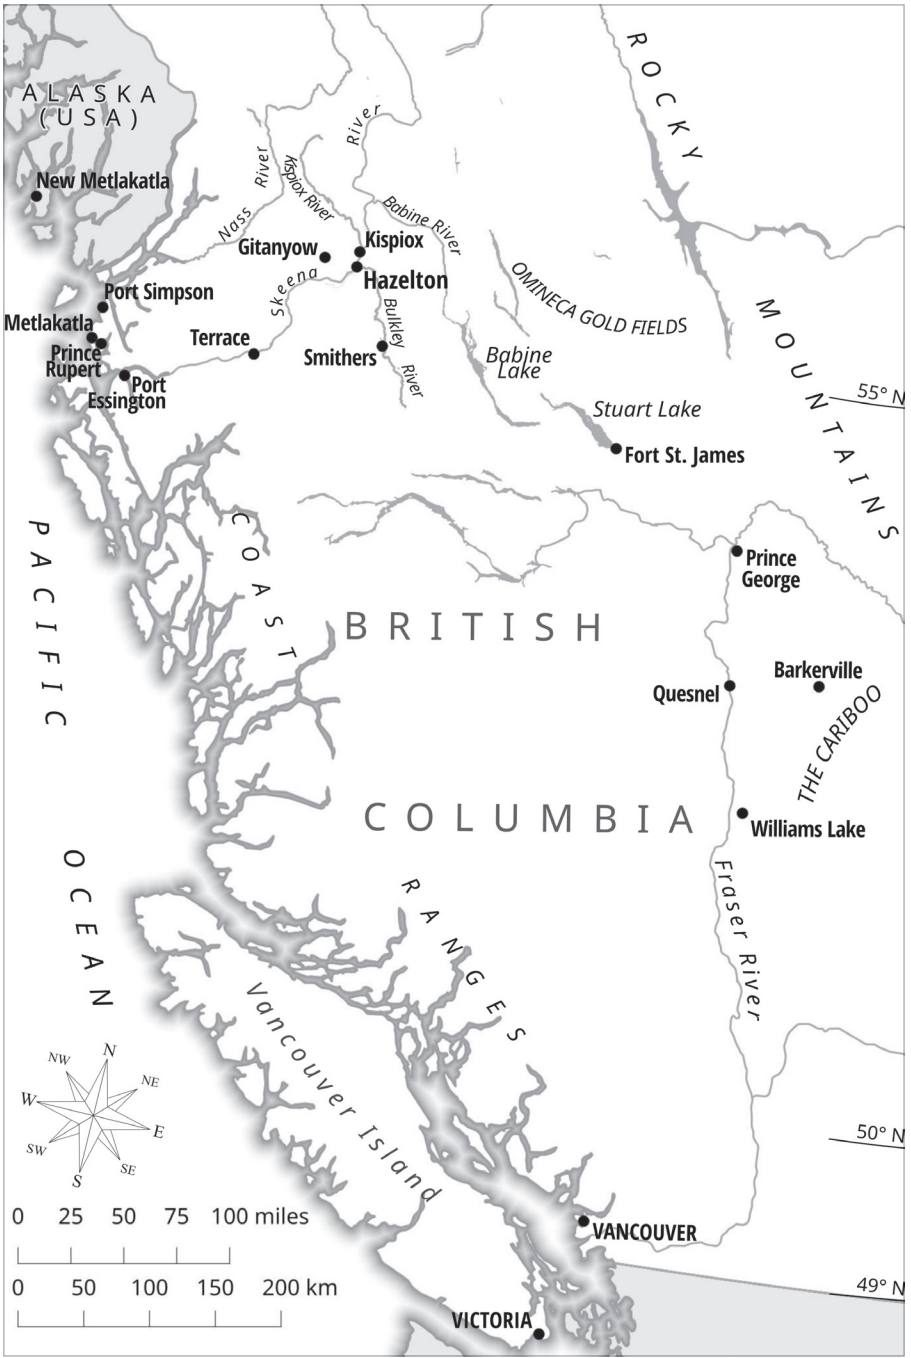 ALASKA
(USA)
ROCKY
MOUNTAINS
New Metlakatla
River
Nass
Kispiox River
River
Babine River
Gitanyow
Kispiox
Hazelton
Skeena
OMINECA GOLD FIELDS
Port Simpson
Metlakatla
Prince
Rupert
Terrace
Bulkley
River
Smithers
Babine
Lake
Port
Essington
55° N
Stuart Lake
Fort St. James
PACIFIC
OCEAN
COAST
RANGES
Prince
George
BRITISH
COLUMBIA
Quesnel
Barkerville
THE CARIBOO
Williams Lake
Fraser River
Vancouver Island
N
NE
E
SE
S
SW
W
NW
50° N
0 25 50 75 100 miles
0 50 100 150 200 km
VANCOUVER
49° N
VICTORIA